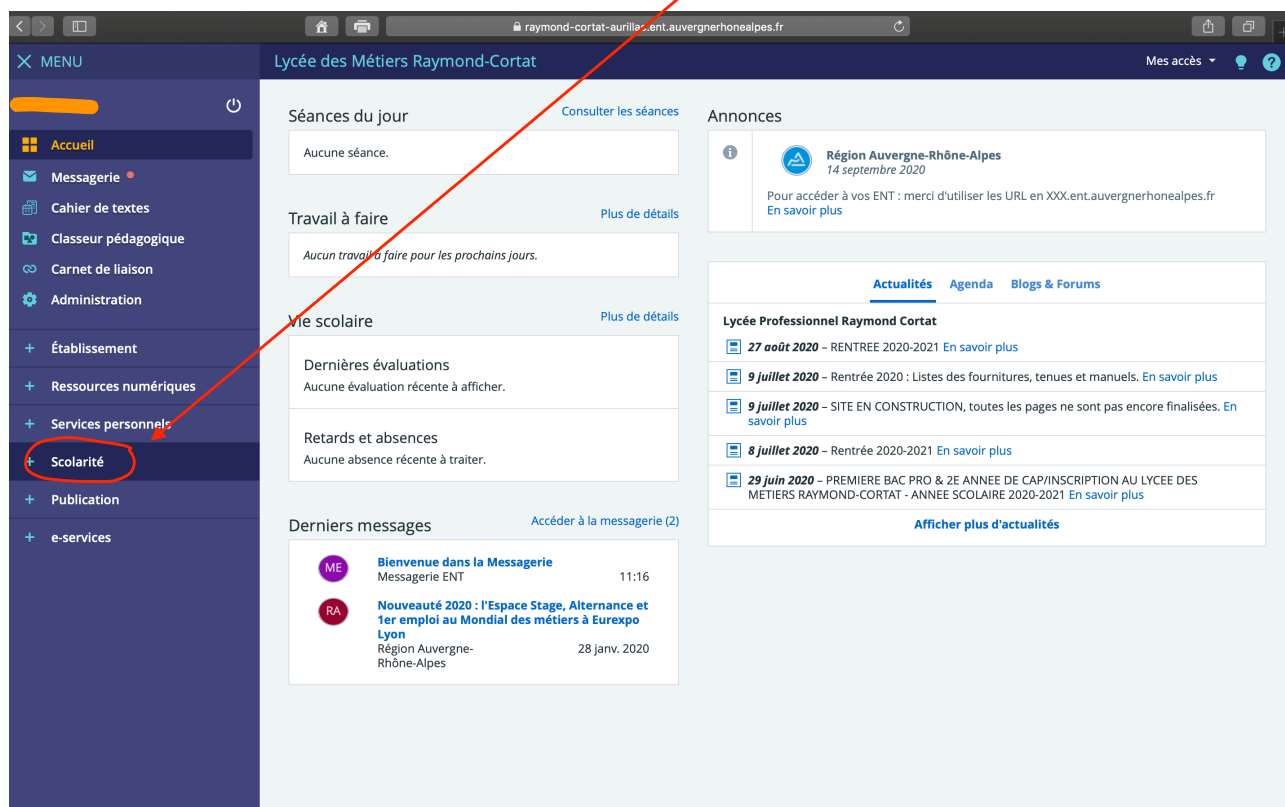 raymond-cortat-aurillac.ent.auvergnerhonealpes.fr
MENU
Lycée des Métiers Raymond-Cortat
Mes accès
?
Accueil
Messagerie
Cahier de textes
Classeur pédagogique
Carnet de liaison
Administration
+ Établissement
+ Ressources numériques
+ Services personnels
+ Scolarité
+ Publication
+ e-services
Séances du jour
Consulter les séances
Aucune séance.
Travail à faire
Plus de détails
Aucun travail à faire pour les prochains jours.
Vie scolaire
Plus de détails
Dernières évaluations
Aucune évaluation récente à afficher.
Retards et absences
Aucune absence récente à traiter.
Derniers messages
Accéder à la messagerie (2)
ME
Bienvenue dans la Messagerie
Messagerie ENT
11:16
RA
Nouveauté 2020 : l'Espace Stage, Alternance et
1er emploi au Mondial des métiers à Eurexpo
Lyon
Région Auvergne-
Rhône-Alpes
28 janv. 2020
Annonces
Région Auvergne-Rhône-Alpes
14 septembre 2020
Pour accéder à vos ENT : merci d'utiliser les URL en XXX.ent.auvergnerhonealpes.fr
En savoir plus
Actualités Agenda Blogs & Forums
Lycée Professionnel Raymond Cortat
27 août 2020 – RENTREE 2020-2021 En savoir plus
9 juillet 2020 – Rentrée 2020 : Listes des fournitures, tenues et manuels. En savoir plus
9 juillet 2020 – SITE EN CONSTRUCTION, toutes les pages ne sont pas encore finalisées. En
savoir plus
8 juillet 2020 – Rentrée 2020-2021 En savoir plus
29 juin 2020 – PREMIERE BAC PRO & 2E ANNEE DE CAP/INSCRIPTION AU LYCEE DES
METIERS RAYMOND-CORTAT - ANNEE SCOLAIRE 2020-2021 En savoir plus
Afficher plus d'actualités